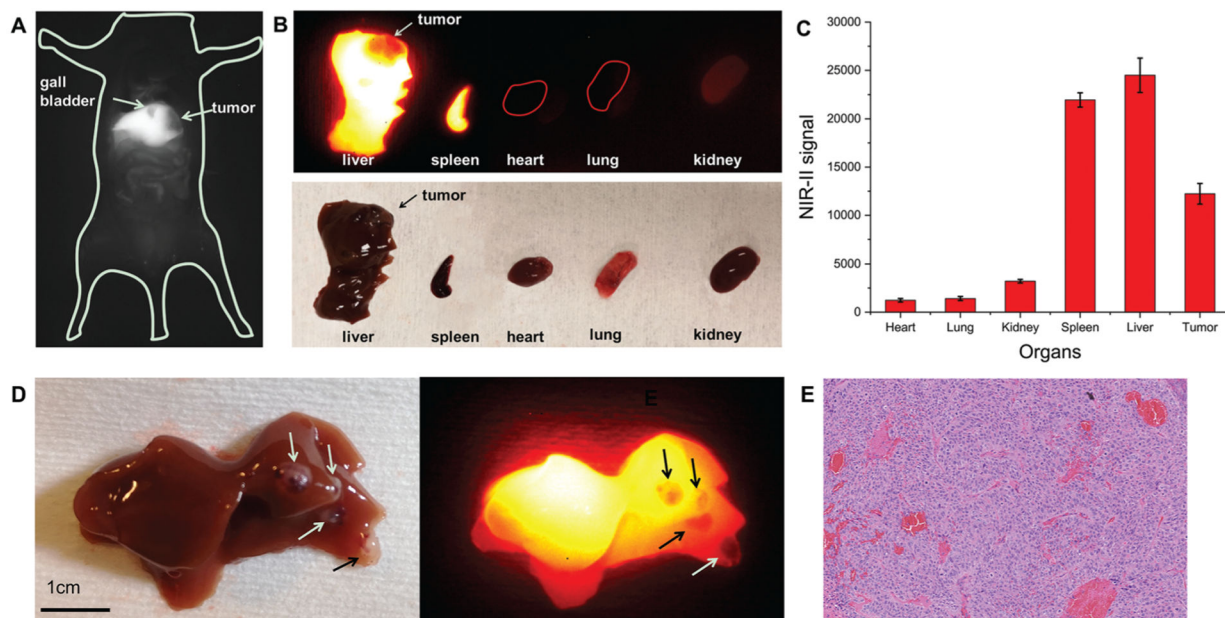 A
gall
bladder
tumor
B
tumor
liver
spleen
heart
lung
kidney
tumor
liver
spleen
heart
lung
kidney
C
NIR-II signal
30000
25000
20000
15000
10000
5000
0
Heart
Lung
Kidney
Spleen
Liver
Tumor
Organs
D
1cm
E
E